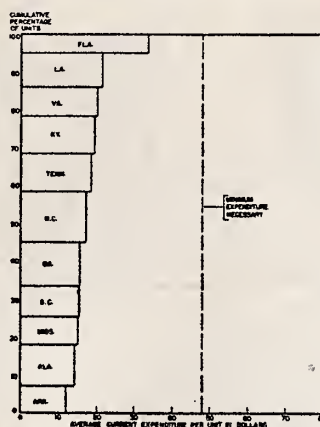 CUMULATIVE
PERCENTAGE
OF UNITS
100
FLA.
90
LA.
80
VA.
KY.
70
TENN.
60
N.C.
MINIMUM
EXPENDITURE
NECESSARY
50
40
GA.
30
S.C.
20
MISS.
10
ALA.
ARK.
0
0 10 20 30 40 50 60 70
AVERAGE CURRENT EXPENDITURE PER UNIT IN DOLLARS